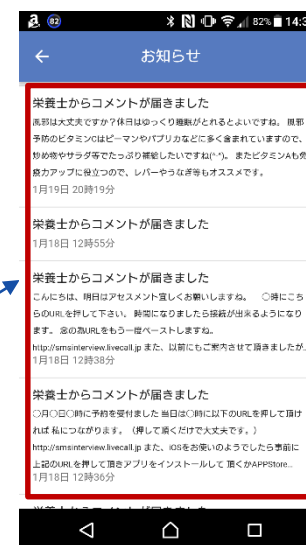 82 82% 14:3
お知らせ
栄養士からコメントが届きました
風邪は大丈夫ですか？休日はゆっくり睡眠がとれるとよいですね。 風邪
予防のビタミンCはピーマンやパプリカなどに多く含まれていますので、
炒め物やサラダ等でたっぷり補給したいですね(^^)。 またビタミンAも免
疫力アップに役立つので、レバーやうなぎ等もオススメです。
1月19日 20時19分
栄養士からコメントが届きました
1月18日 12時55分
栄養士からコメントが届きました
こんにちは、明日はアセスメント宜しくお願いしますね。 〇時にこち
らのURLを押して下さい。 時間になりましたら接続が出来るようになり
ます。 念の為URLをもう一度ペーストしますね。
http://smsinterview.livecall.jp また、以前にもご案内させて頂きましたが...
1月18日 12時38分
栄養士からコメントが届きました
〇月〇日〇時に予約を受付ました 当日は〇時に以下のURLを押して頂け
れば 私につながります。（押して頂くだけで大丈夫です。）
http://smsinterview.livecall.jp また、iOSをお使いのようでしたら事前に
上記のURLを押して頂きアプリをインストールして 頂くかAPPStore...
1月18日 12時36分